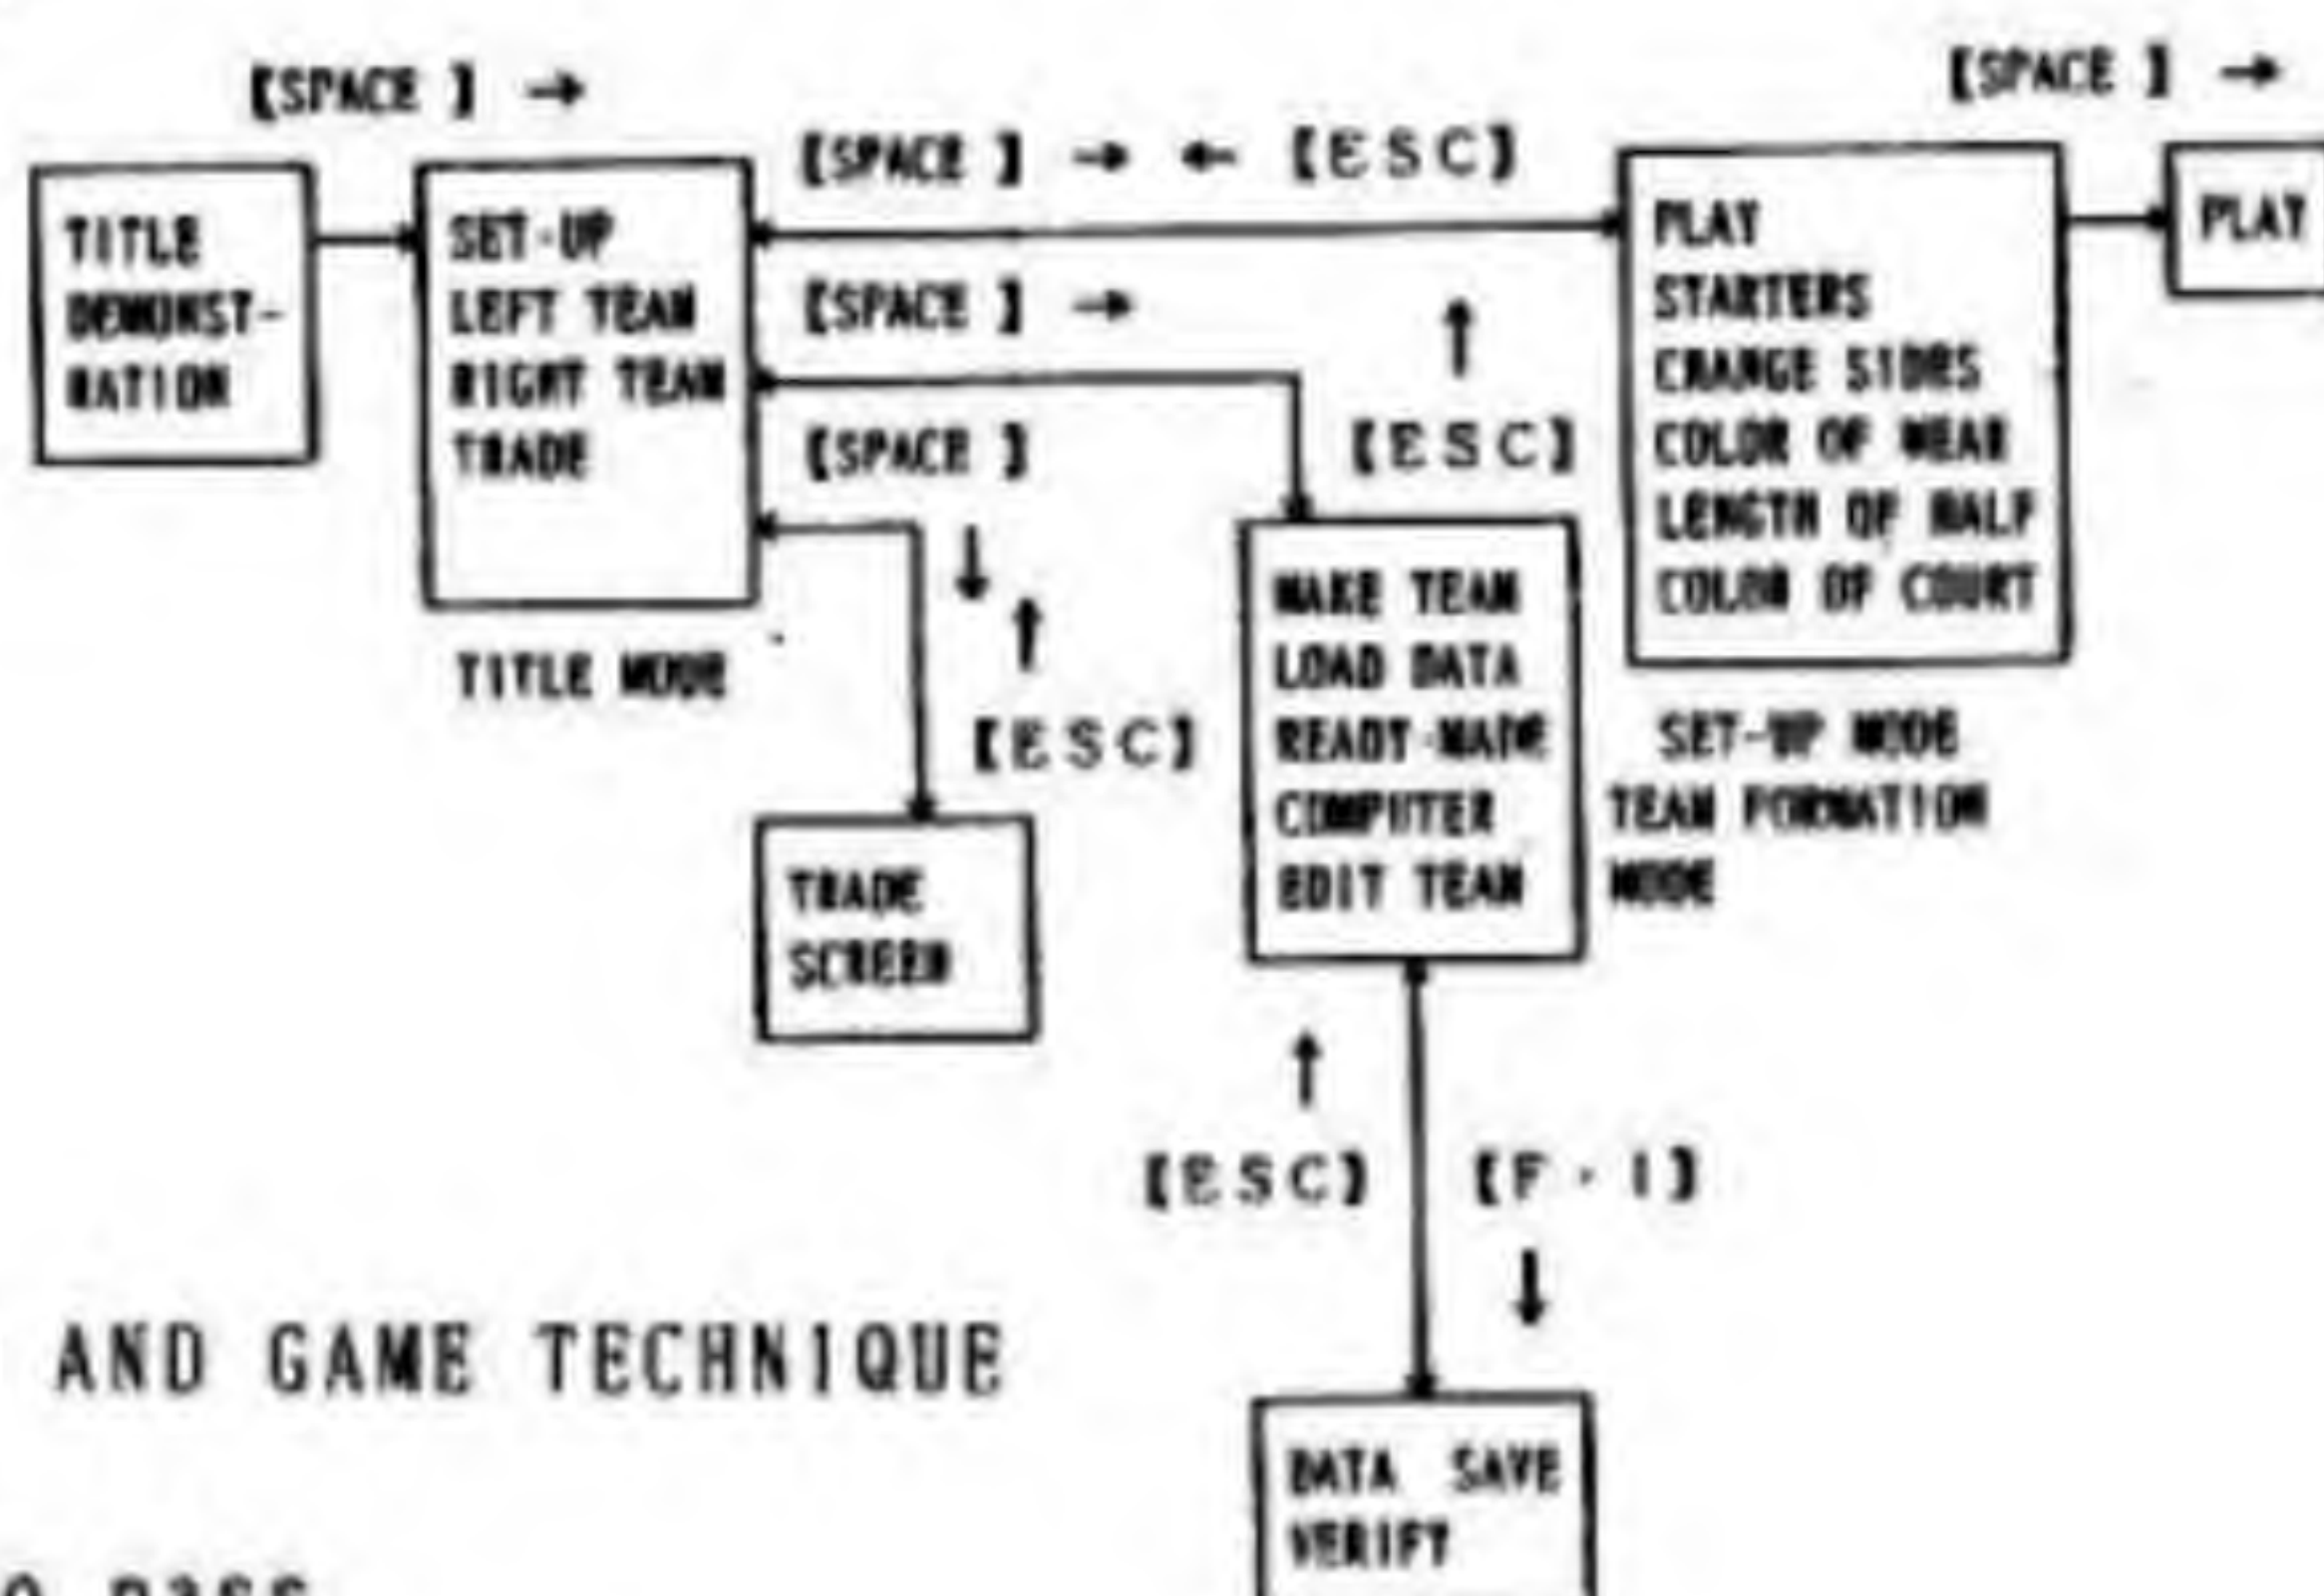 【SPACE 】 →
【SPACE 】 →
【SPACE 】 → ← 【ESC】
TITLE
DEMONST-
RATION
SET-UP
LEFT TEAM
RIGHT TEAM
TRADE
TITLE MODE
【SPACE 】 →
【SPACE 】
↓
↑
【ESC】
TRADE
SCREEN
↑
【ESC】
MAKE TEAM
LOAD DATA
READY-MADE
COMPUTER
EDIT TEAM
TEAM FORMATION
MODE
PLAY
STARTERS
CHANGE SIDES
COLOR OF WEAR
LENGTH OF HALF
COLOR OF COURT
SET-UP MODE
PLAY
↑
【ESC】
【F・1】
↓
DATA SAVE
VERIFY
AND GAME TECHNIQUE